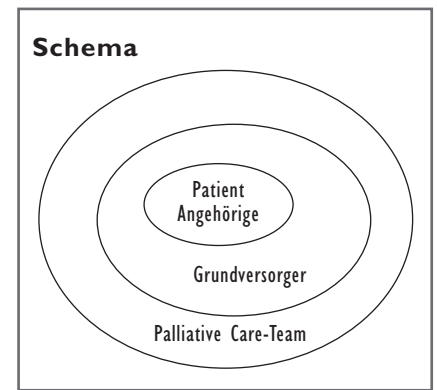 Schema
Patient
Angehörige
Grundversorger
Palliative Care-Team